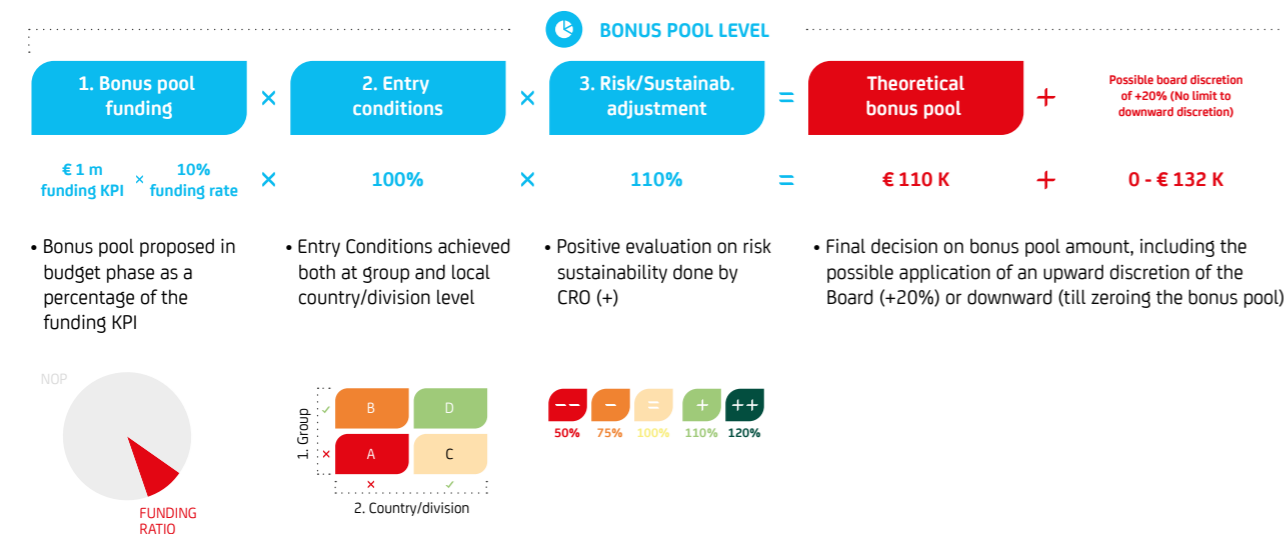 BONUS POOL LEVEL
1. Bonus pool
funding
×
2. Entry
conditions
×
3. Risk/Sustainab.
adjustment
=
Theoretical
bonus pool
+
Possible board discretion
of +20% (No limit to
downward discretion)
€ 1 m
funding KPI
×
10%
funding rate
×
100%
×
110%
=
€ 110 K
+
0 - € 132 K
• Bonus pool proposed in
budget phase as a
percentage of the
funding KPI
• Entry Conditions achieved
both at group and local
country/division level
• Positive evaluation on risk
sustainability done by
CRO (+)
• Final decision on bonus pool amount, including the
possible application of an upward discretion of the
Board (+20%) or downward (till zeroing the bonus pool)
NOP
FUNDING
RATIO
1. Group
✓ B D
× A C
× ✓
2. Country/division
-- - = + ++
50% 75% 100% 110% 120%